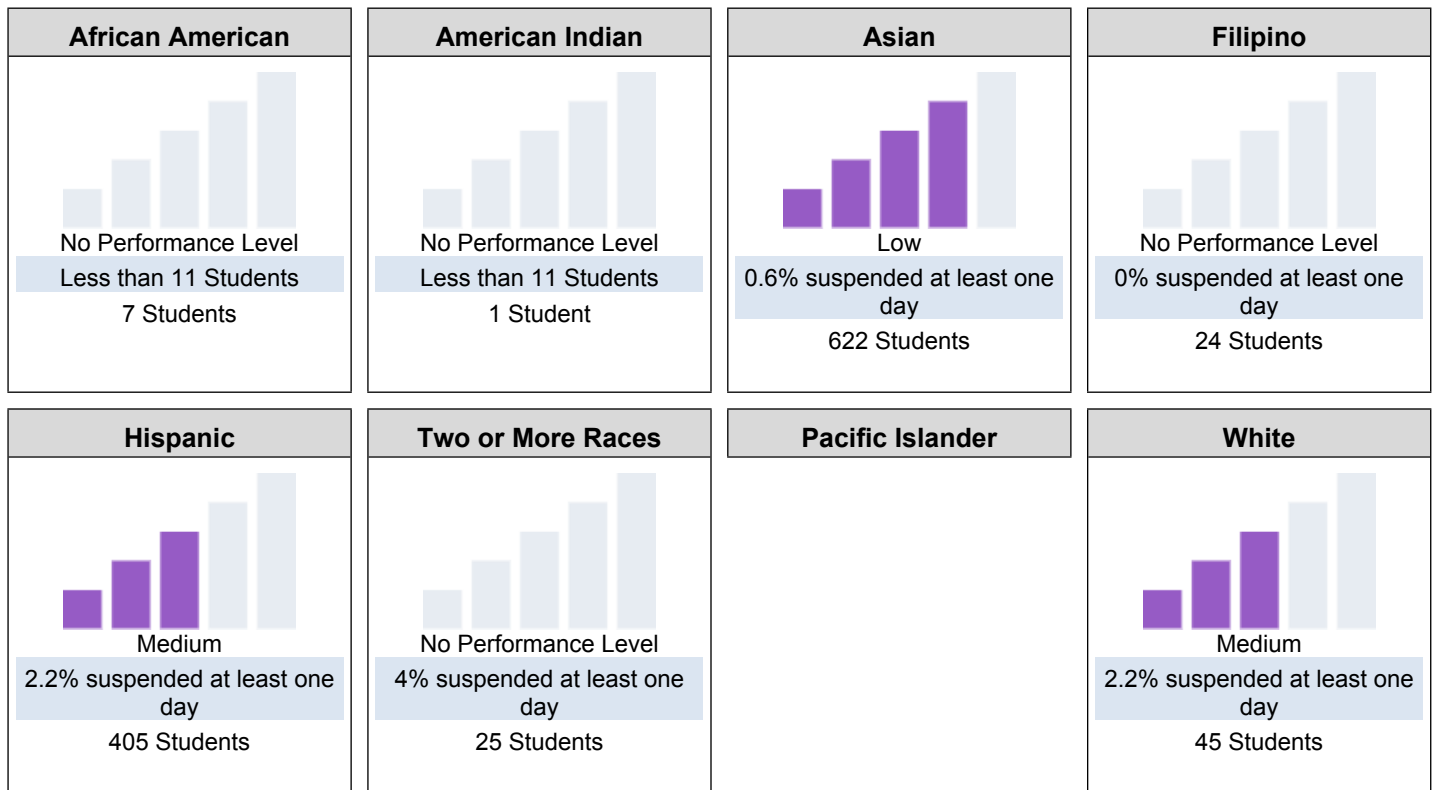 African American
No Performance Level
Less than 11 Students
7 Students
American Indian
No Performance Level
Less than 11 Students
1 Student
Asian
Low
0.6% suspended at least one
day
622 Students
Filipino
No Performance Level
0% suspended at least one
day
24 Students
Hispanic
Medium
2.2% suspended at least one
day
405 Students
Two or More Races
No Performance Level
4% suspended at least one
day
25 Students
Pacific Islander
White
Medium
2.2% suspended at least one
day
45 Students